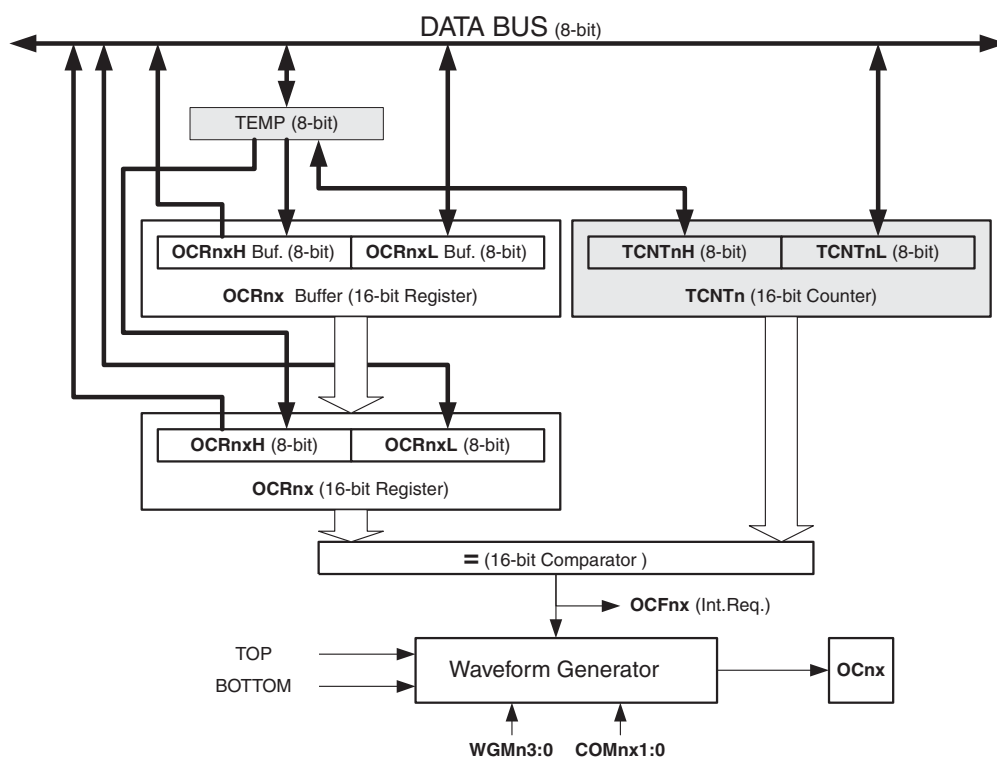 DATA BUS (8-bit)
TEMP (8-bit)
OCRnxH Buf. (8-bit)
OCRnxL Buf. (8-bit)
OCRnx Buffer (16-bit Register)
TCNTnH (8-bit)
TCNTnL (8-bit)
TCNTn (16-bit Counter)
OCRnxH (8-bit)
OCRnxL (8-bit)
OCRnx (16-bit Register)
= (16-bit Comparator )
OCFnx (Int.Req.)
TOP
BOTTOM
Waveform Generator
OCnx
WGMn3:0
COMnx1:0